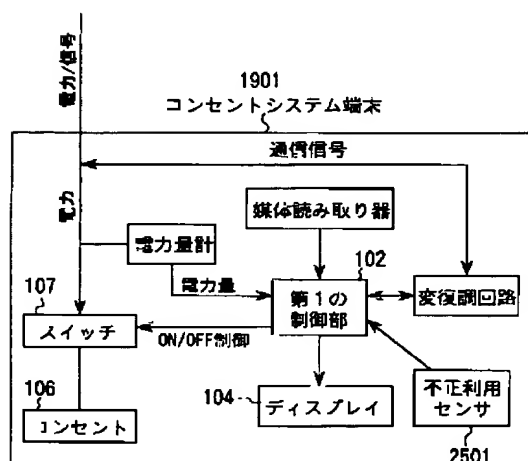 電力/信号
1901
コンセントシステム端末
通信信号
電力
媒体読み取り器
電力量計
102
107
電力量
第1の
制御部
変復調回路
スイッチ
ON/OFF制御
106
104
ディスプレイ
不正利用
センサ
コンセント
2501